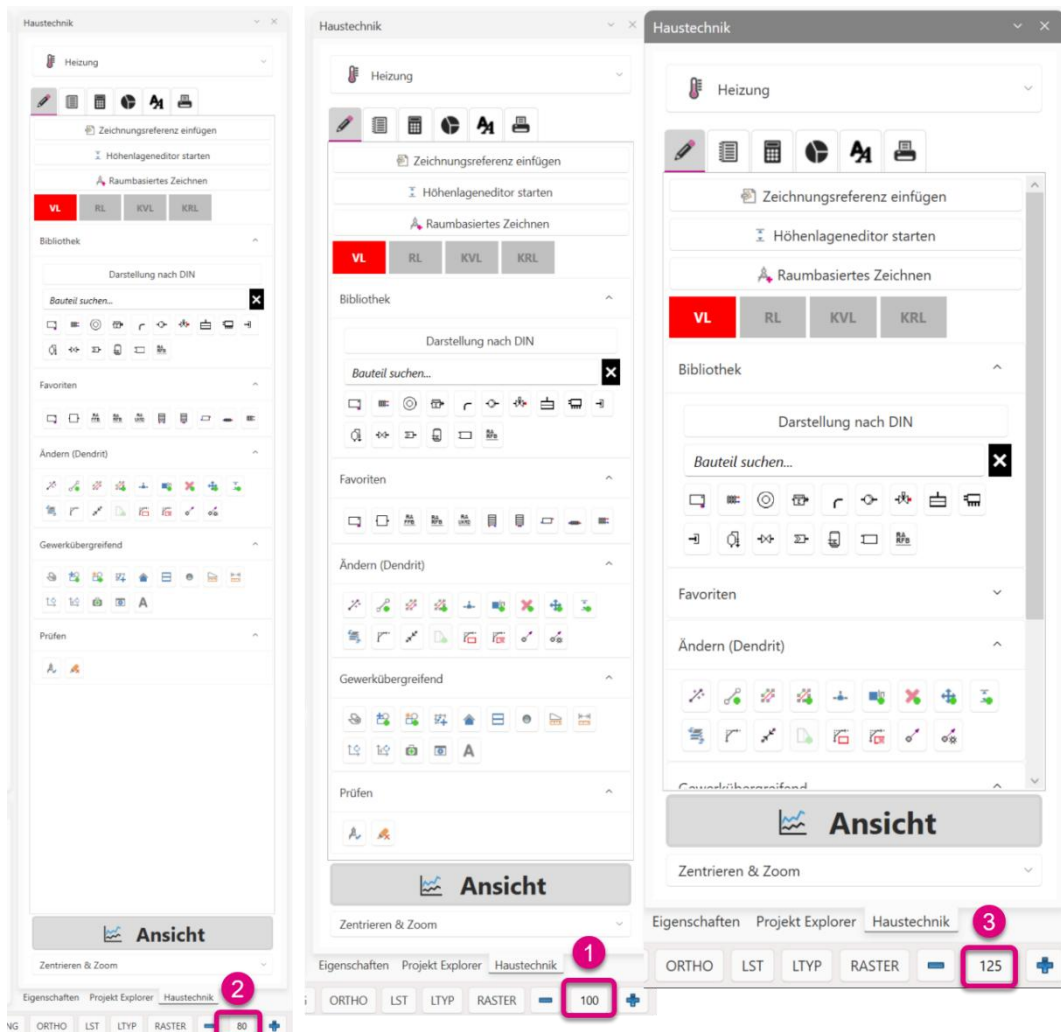 Haustechnik
Heizung
Zeichnungsreferenz einfügen
Höhenlageneditor starten
Raumbasiertes Zeichnen
VL RL KVL KRL
Bibliothek
Darstellung nach DIN
Bauteil suchen...
Favoriten
Ändern (Dendrit)
Gewerkübergreifend
A
Prüfen
Ansicht
Zentrieren & Zoom
2
Eigenschaften Projekt Explorer Haustechnik
NG ORTHO LST LTYP RASTER 80
Haustechnik
Heizung
Zeichnungsreferenz einfügen
Höhenlageneditor starten
Raumbasiertes Zeichnen
VL RL KVL KRL
Bibliothek
Darstellung nach DIN
Bauteil suchen...
Favoriten
Ändern (Dendrit)
Gewerkübergreifend
A
Prüfen
Ansicht
Zentrieren & Zoom
1
Eigenschaften Projekt Explorer Haustechnik
ORTHO LST LTYP RASTER 100
Haustechnik
Heizung
Zeichnungsreferenz einfügen
Höhenlageneditor starten
Raumbasiertes Zeichnen
VL RL KVL KRL
Bibliothek
Darstellung nach DIN
Bauteil suchen...
RA RFB
Favoriten
Ändern (Dendrit)
Gewerkübergreifend
Ansicht
Zentrieren & Zoom
Eigenschaften Projekt Explorer Haustechnik 3
ORTHO LST LTYP RASTER 125